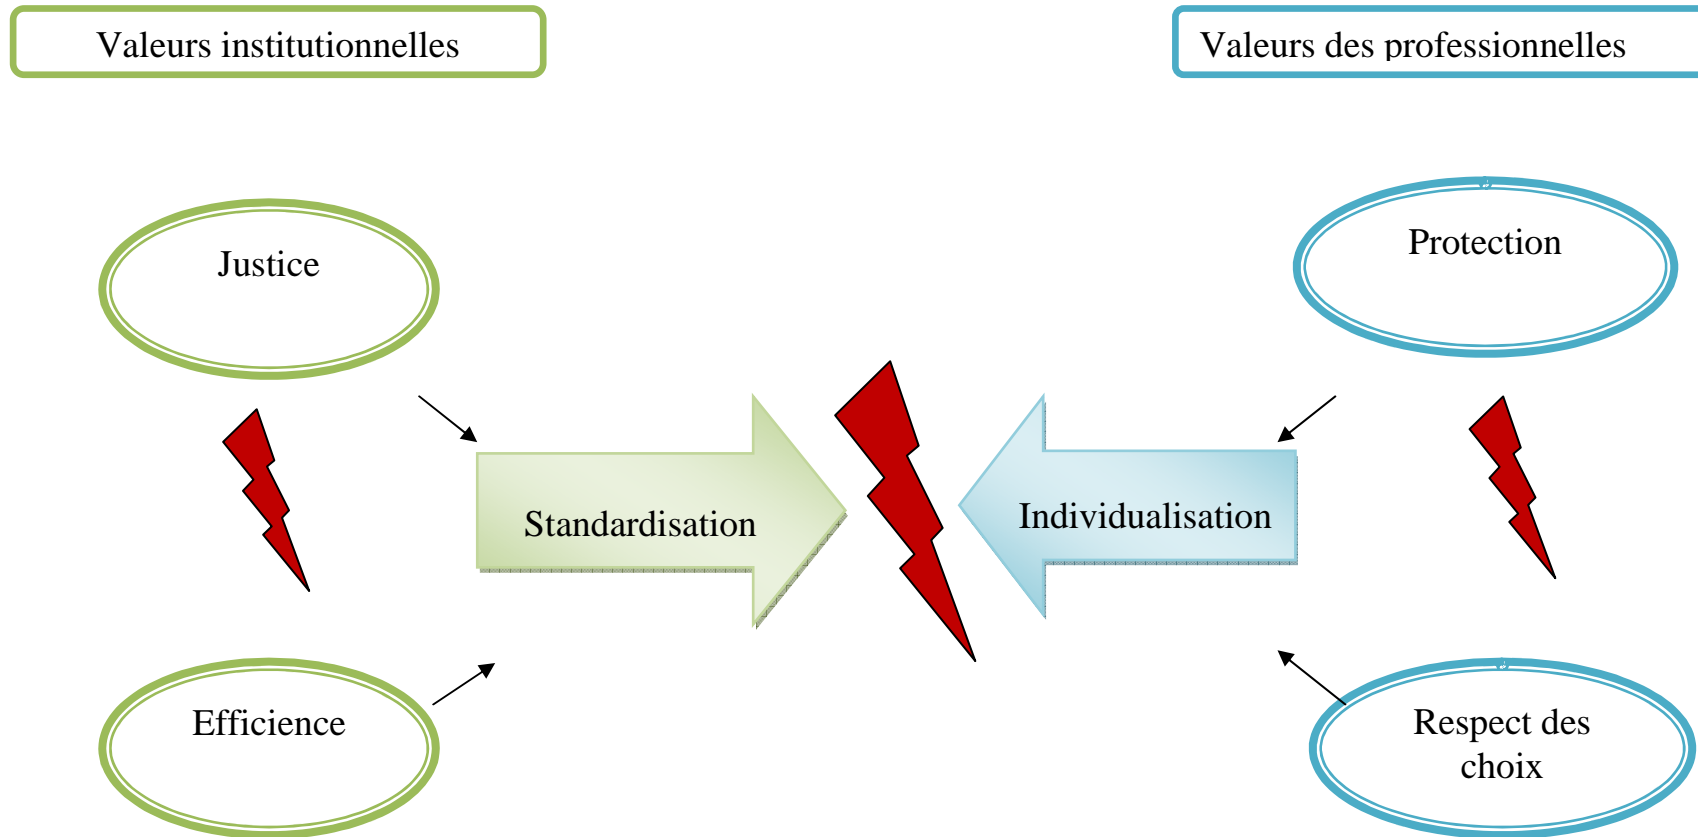 Valeurs institutionnelles
Valeurs des professionnelles
Justice
Protection
Standardisation
Individualisation
Efficience
Respect des
choix